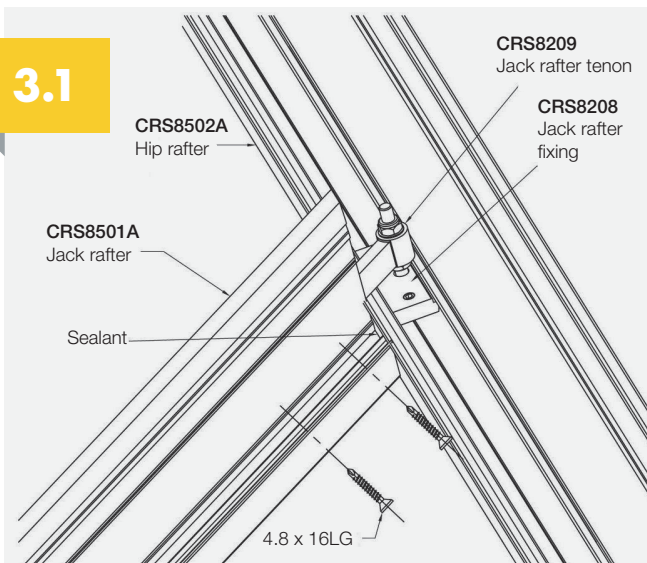 3.1
CRS8209
Jack rafter tenon
CRS8208
Jack rafter
fixing
CRS8502A
Hip rafter
CRS8501A
Jack rafter
Sealant
4.8 x 16LG